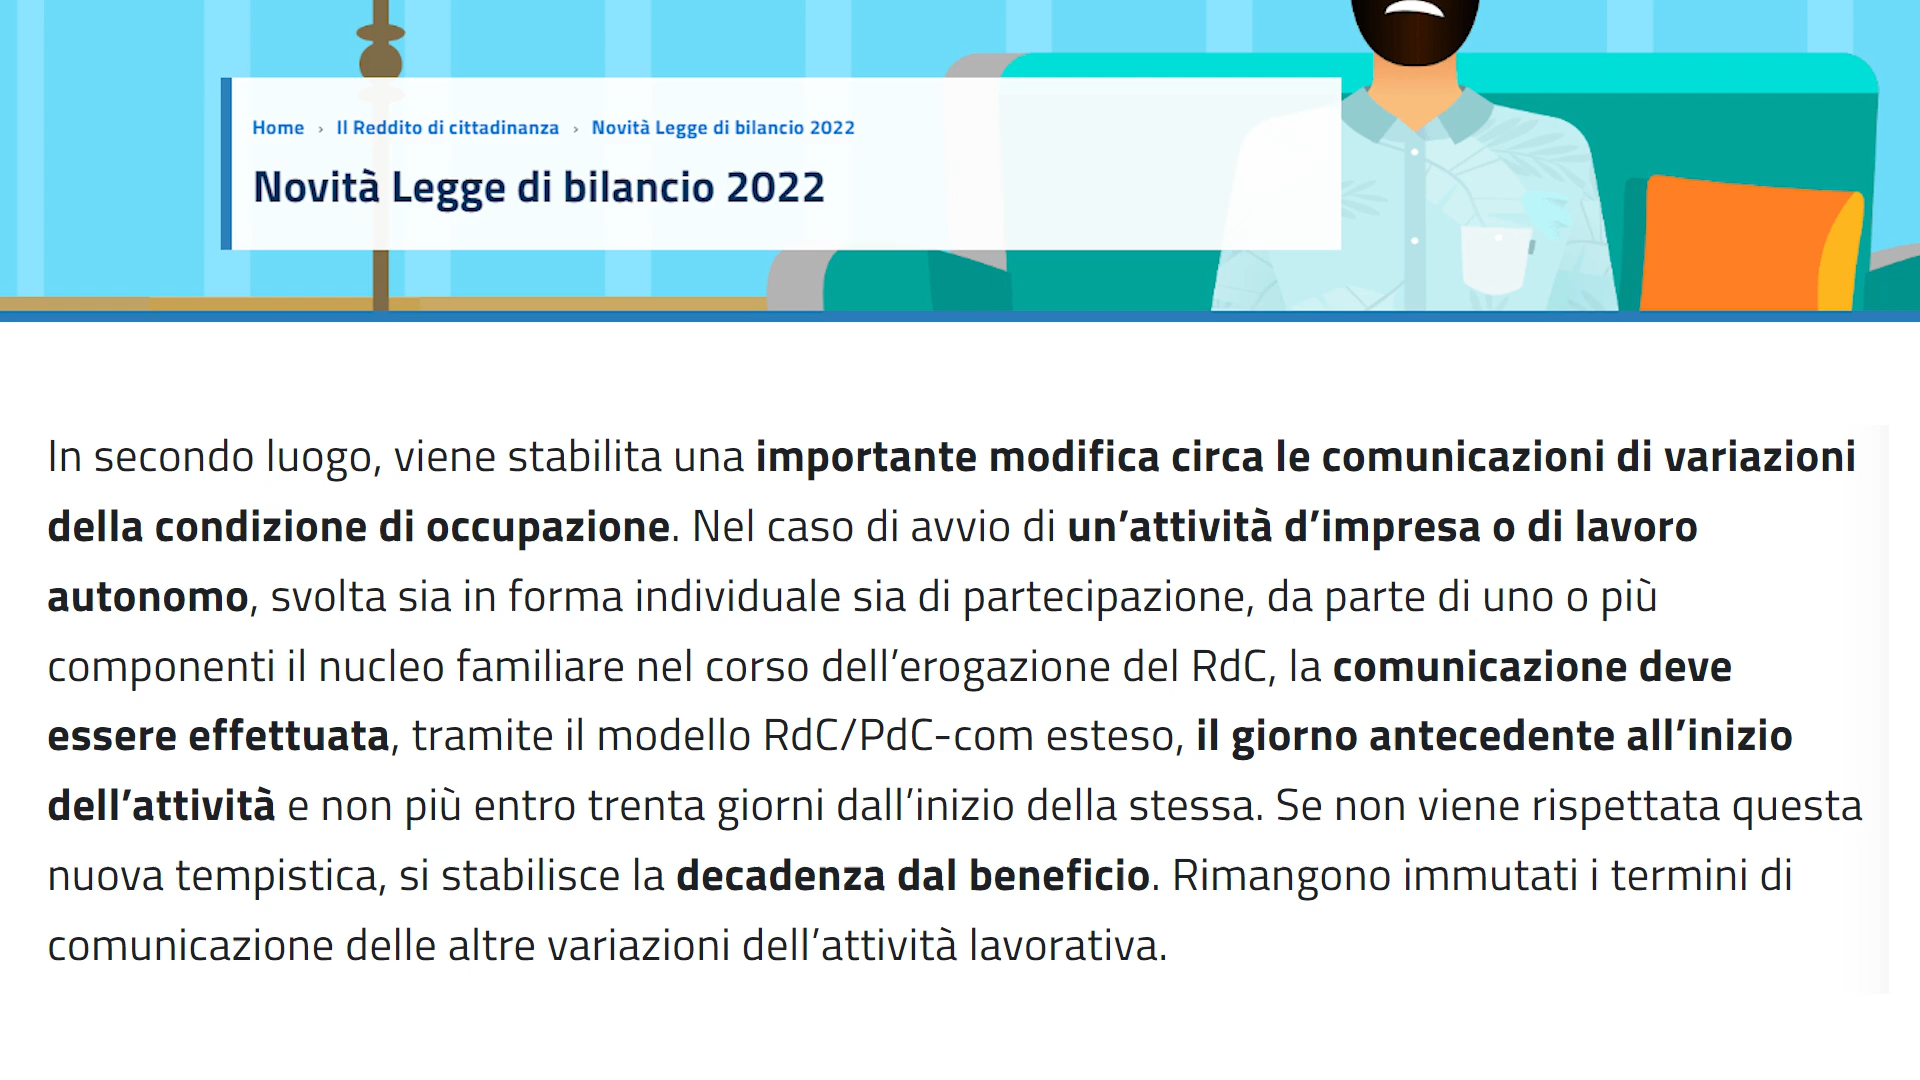 Home › Il Reddito di cittadinanza › Novità Legge di bilancio 2022
Novità Legge di bilancio 2022
In secondo luogo, viene stabilita una importante modifica circa le comunicazioni di variazioni
della condizione di occupazione. Nel caso di avvio di un’attività d’impresa o di lavoro
autonomo, svolta sia in forma individuale sia di partecipazione, da parte di uno o più
componenti il nucleo familiare nel corso dell’erogazione del RdC, la comunicazione deve
essere effettuata, tramite il modello RdC/PdC-com esteso, il giorno antecedente all’inizio
dell’attività e non più entro trenta giorni dall’inizio della stessa. Se non viene rispettata questa
nuova tempistica, si stabilisce la decadenza dal beneficio. Rimangono immutati i termini di
comunicazione delle altre variazioni dell’attività lavorativa.